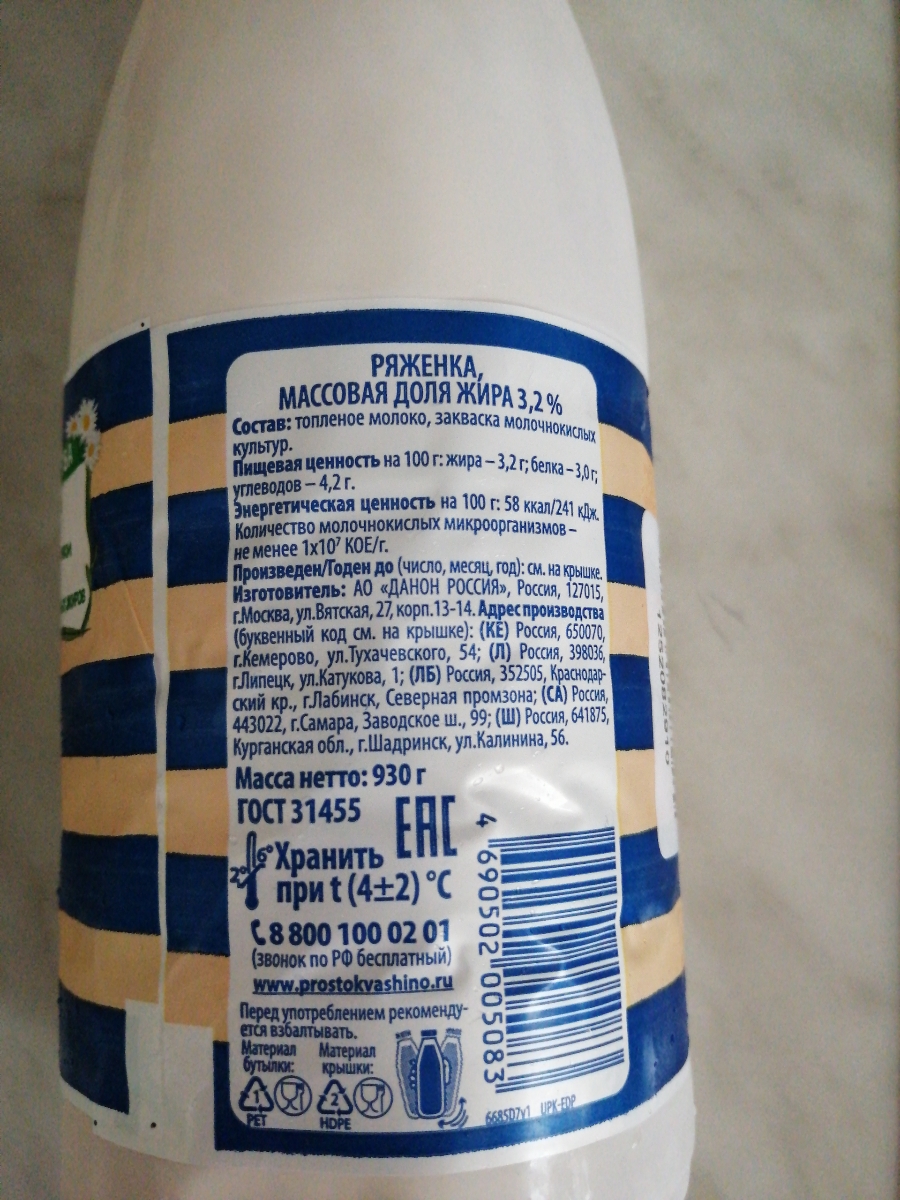 РЯЖЕНКА,
МАССОВАЯ ДОЛЯ ЖИРА 3,2 %
Состав: топленое молоко, закваска молочнокислых
культур.
Пищевая ценность на 100 г: жира – 3,2 г; белка – 3,0 г;
углеводов – 4,2 г.
Энергетическая ценность на 100 г: 58 ккал/241 кДж.
Количество молочнокислых микроорганизмов –
не менее 1х10⁷ КОЕ/г.
Произведен/Годен до (число, месяц, год): см. на крышке.
Изготовитель: АО «ДАНОН РОССИЯ», Россия, 127015,
г.Москва, ул.Вятская, 27, корп.13-14. Адрес производства
(буквенный код см. на крышке): (КЕ) Россия, 650070,
г.Кемерово, ул.Тухачевского, 54; (Л) Россия, 398036,
г.Липецк, ул.Катукова, 1; (ЛБ) Россия, 352505, Краснодар-
ский кр., г.Лабинск, Северная промзона; (СА) Россия,
443022, г.Самара, Заводское ш., 99; (Ш) Россия, 641875,
Курганская обл., г.Шадринск, ул.Калинина, 56.
Масса нетто: 930 г
ГОСТ 31455
ЕАС
2° 6° Хранить
при t (4±2) °C
8 800 100 02 01
(звонок по РФ бесплатный)
www.prostokvashino.ru
Перед употреблением рекоменду-
ется взбалтывать.
Материал бутылки:
Материал крышки:
1 PET
2 HDPE
4 690502 005083
6685D7v1 UPK-EDP